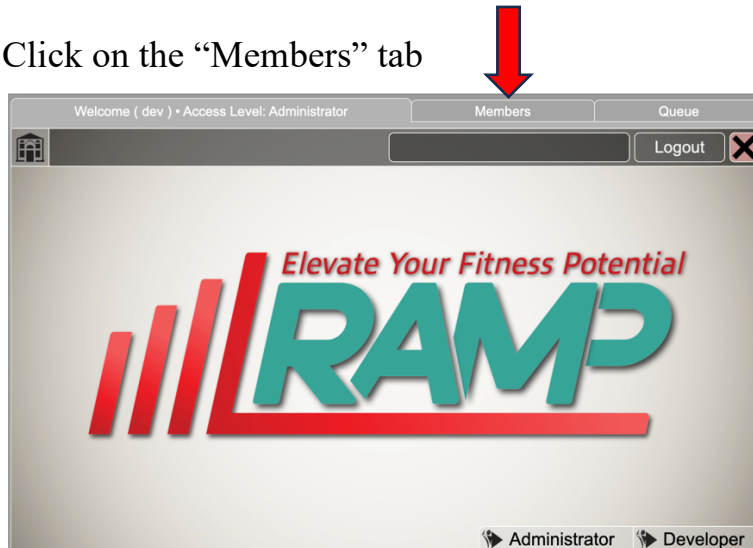 Click on the “Members” tab
Welcome ( dev ) • Access Level: Administrator Members Queue
Logout
Elevate Your Fitness Potential
RAMP
Administrator Developer